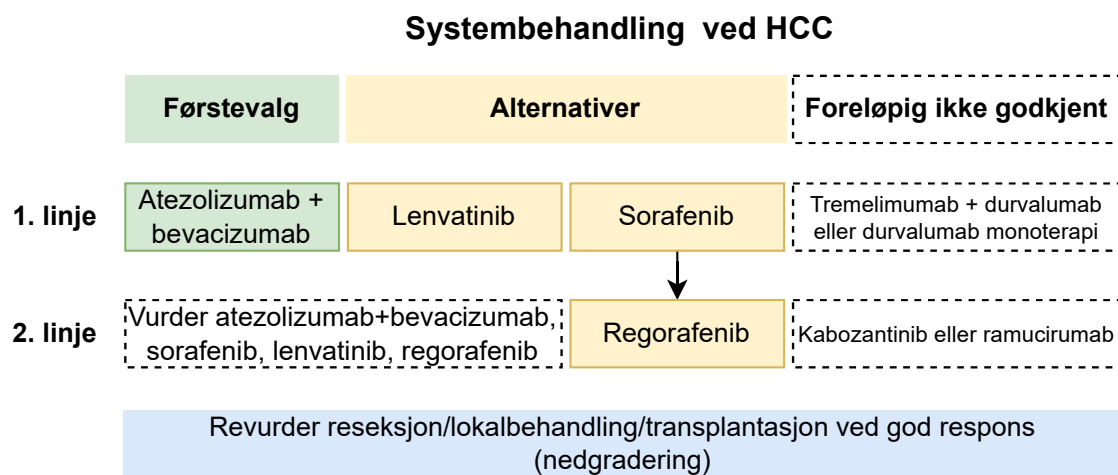 Systembehandling ved HCC
Førstevalg
Alternativer
Foreløpig ikke godkjent
1. linje
Atezolizumab +
bevacizumab
Lenvatinib
Sorafenib
Tremelimumab + durvalumab
eller durvalumab monoterapi
2. linje
Vurder atezolizumab+bevacizumab,
sorafenib, lenvatinib, regorafenib
Regorafenib
Kabozantinib eller ramucirumab
Revurder reseksjon/lokalbehandling/transplantasjon ved god respons
(nedgradering)